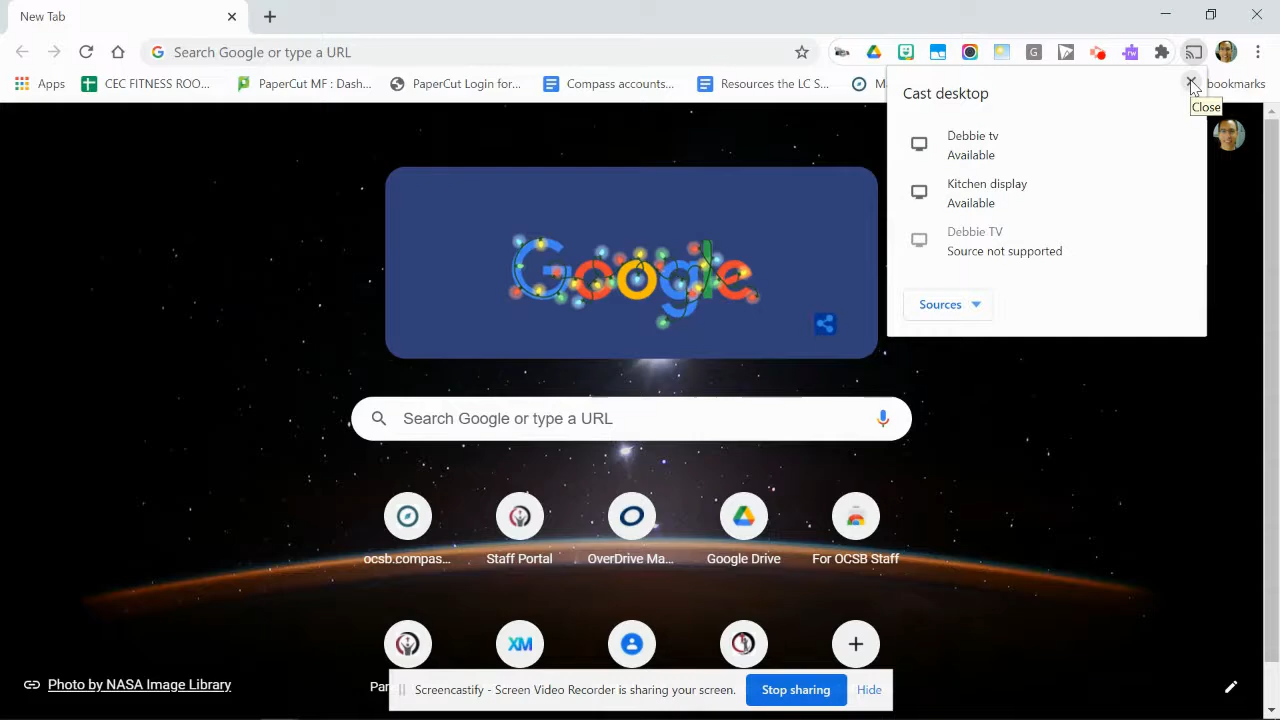 New Tab
Search Google or type a URL
Apps
CEC FITNESS ROO...
PaperCut MF : Dash...
PaperCut Login for...
Compass accounts...
Resources the LC S...
bookmarks
Close
Cast desktop
Debbie tv
Available
Kitchen display
Available
Debbie TV
Source not supported
Sources
Google
Search Google or type a URL
ocsb.compas...
Staff Portal
OverDrive Ma...
Google Drive
For OCSB Staff
XM
Photo by NASA Image Library
Screencastify - Screen Video Recorder is sharing your screen.
Stop sharing
Hide